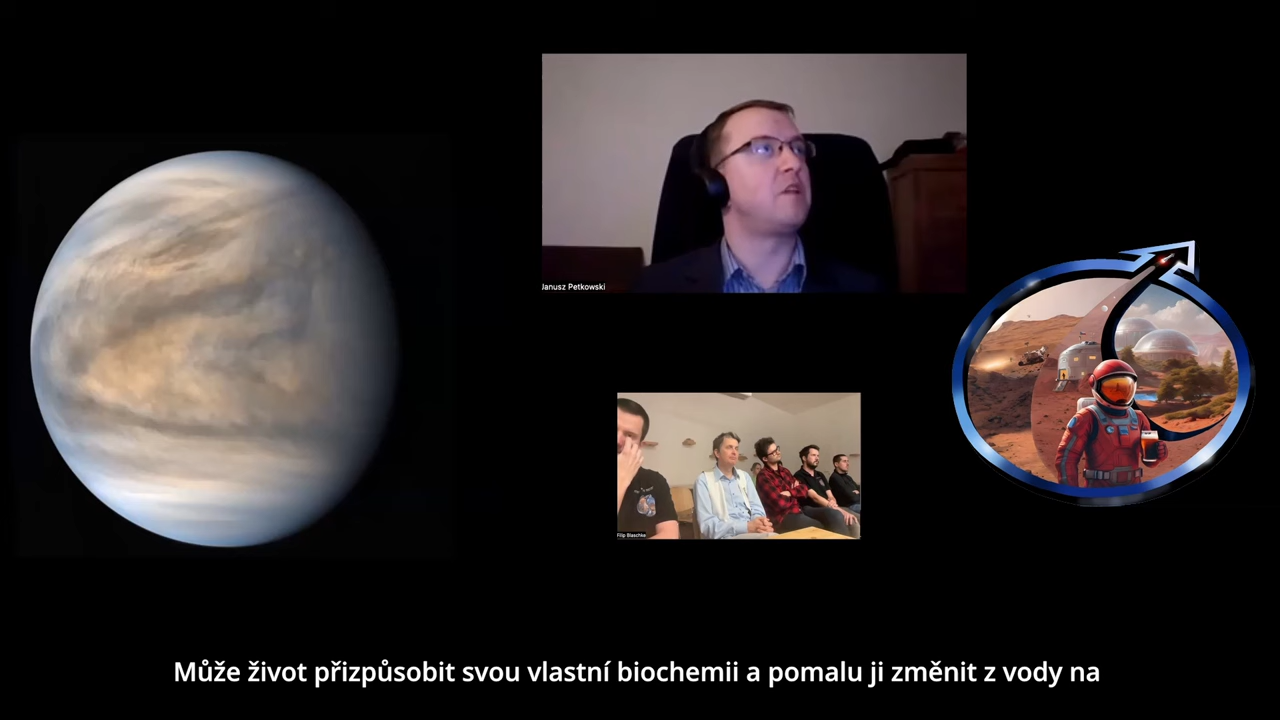 Janusz Petkowski
Filip Blaschke
Může život přizpůsobit svou vlastní biochemii a pomalu ji změnit z vody na